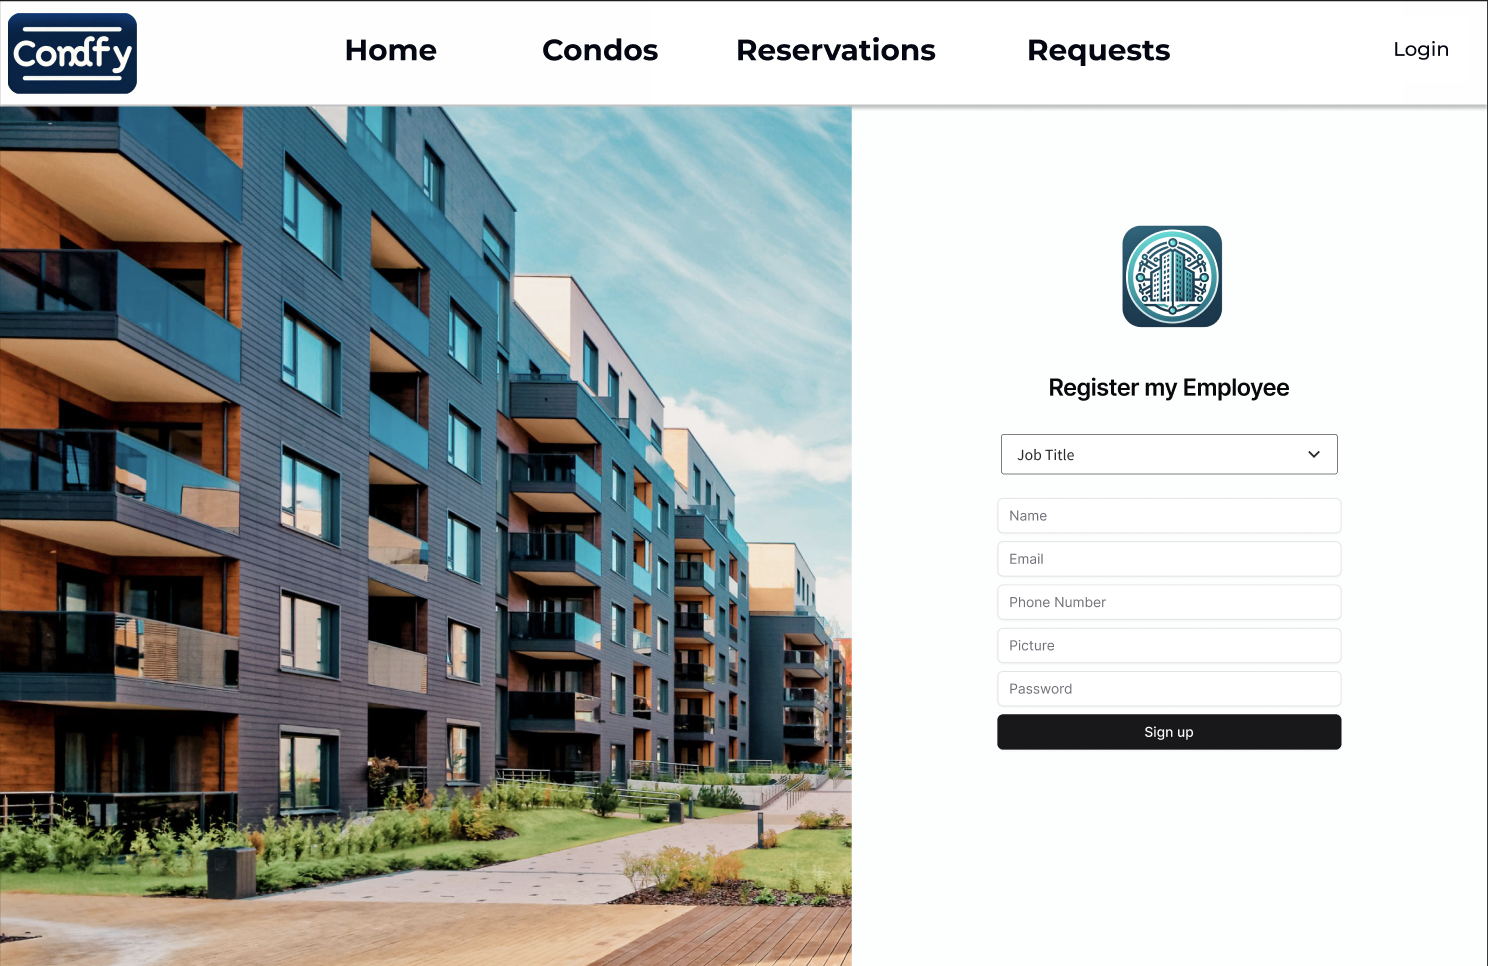 Condfy
Home
Condos
Reservations
Requests
Login
Register my Employee
Job Title
Name
Email
Phone Number
Picture
Password
Sign up